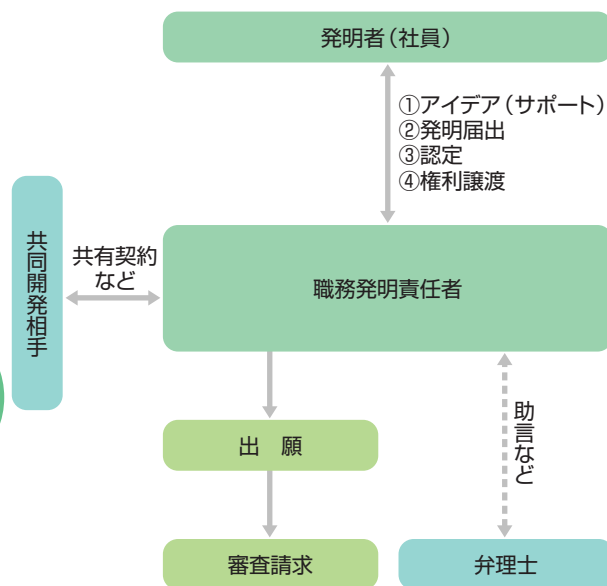 発明者（社員）
①アイデア（サポート）
②発明届出
③認定
④権利譲渡
共同開発相手
共有契約
など
職務発明責任者
助言など
出　願
審査請求
弁理士